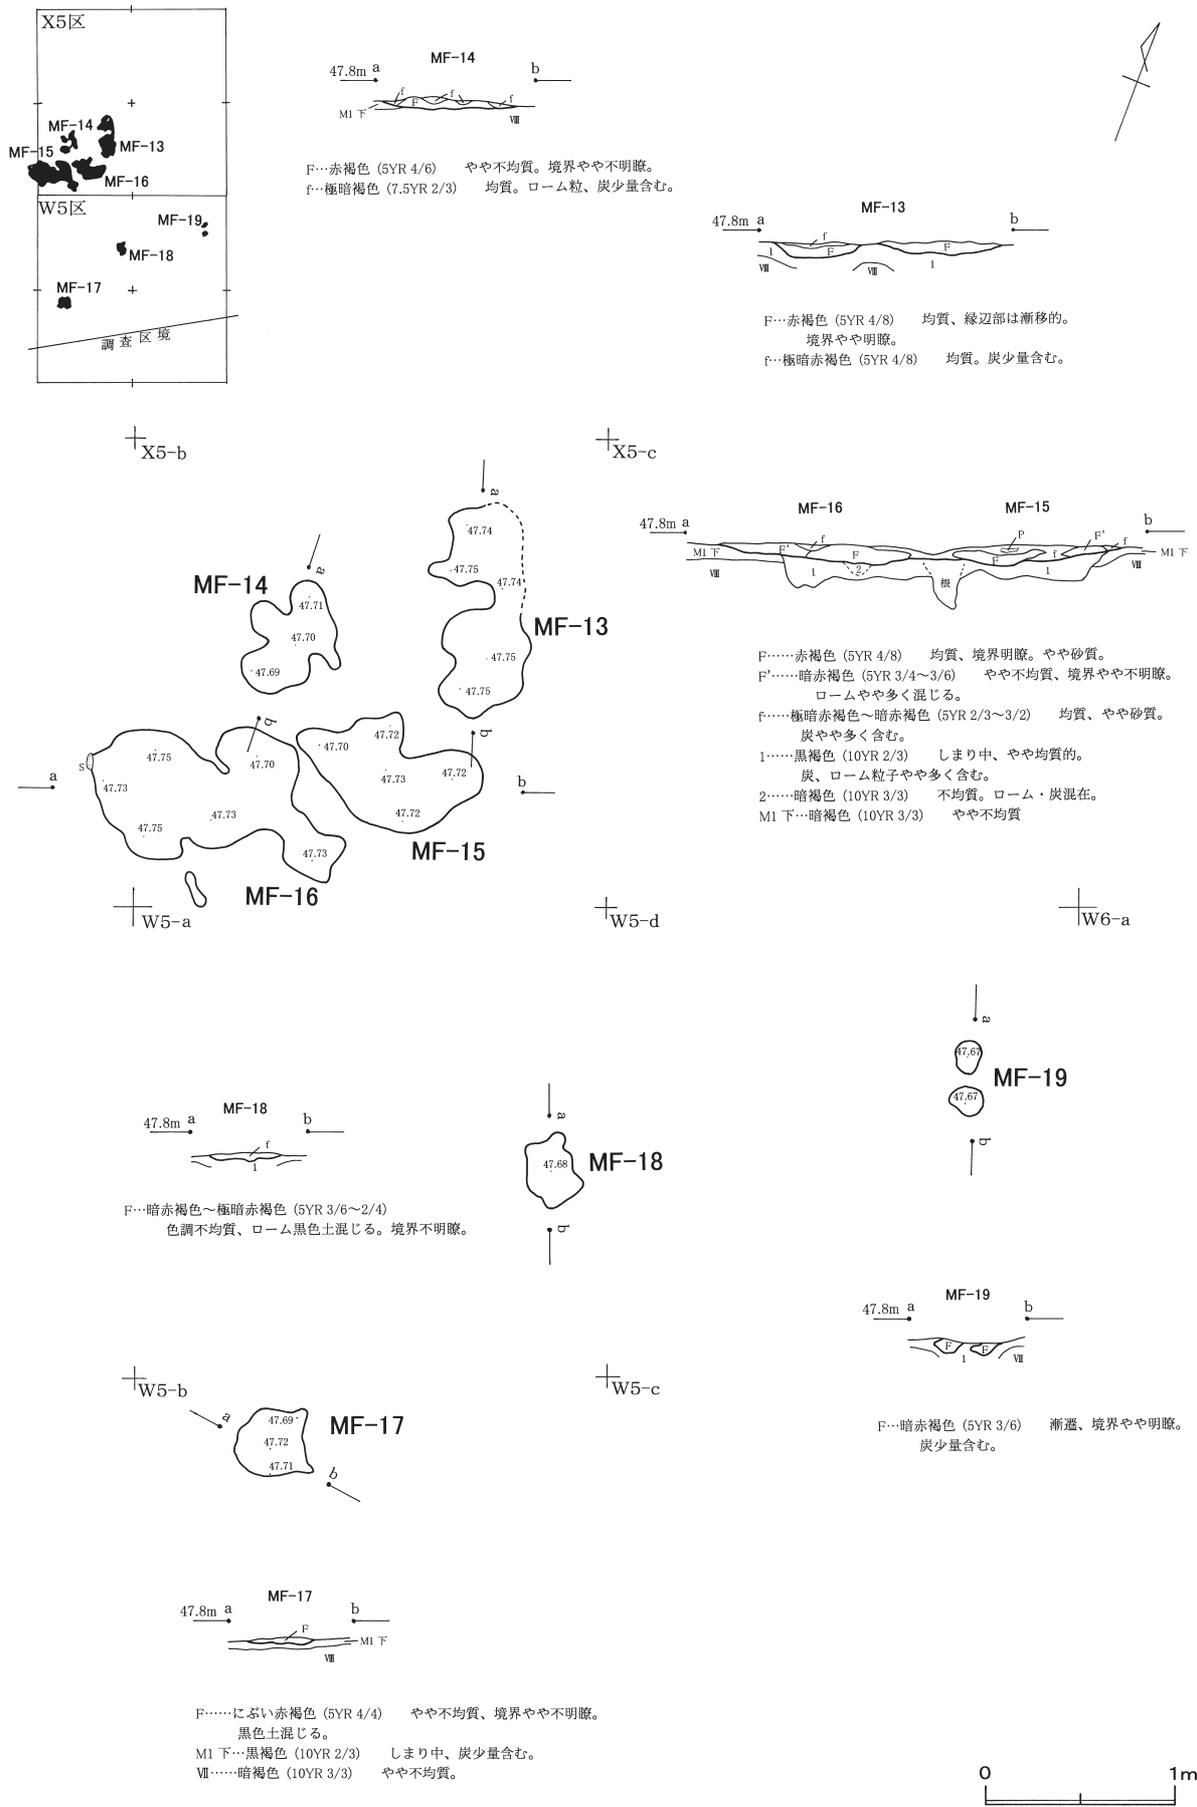 X5区
MF-14
MF-15
MF-13
MF-16
W5区
MF-19
MF-18
MF-17
調査区境
MF-14
47.8m a
b
f
F
f
f
M1 下
Ⅷ
F…赤褐色 (5YR 4/6)　やや不均質。境界やや不明瞭。
f…極暗褐色 (7.5YR 2/3)　均質。ローム粒、炭少量含む。
MF-13
47.8m a
b
f
F
F
1
1
Ⅷ
Ⅷ
F…赤褐色 (5YR 4/8)　均質、縁辺部は漸移的。
境界やや明瞭。
f…極暗赤褐色 (5YR 4/8)　均質。炭少量含む。
X5-b
X5-c
MF-16
MF-15
47.8m a
b
M1 下
F'
f
F
P
F'
f
F
f
M1 下
Ⅷ
1
2
根
1
Ⅷ
F……赤褐色 (5YR 4/8)　均質、境界明瞭。やや砂質。
F'……暗赤褐色 (5YR 3/4～3/6)　やや不均質、境界やや不明瞭。
ロームやや多く混じる。
f……極暗赤褐色～暗赤褐色 (5YR 2/3～3/2)　均質、やや砂質。
炭やや多く含む。
1……黒褐色 (10YR 2/3)　しまり中、やや均質的。
炭、ローム粒子やや多く含む。
2……暗褐色 (10YR 3/3)　不均質。ローム・炭混在。
M1 下…暗褐色 (10YR 3/3)　やや不均質
a
47.74
47.75
47.74
MF-13
47.75
47.75
b
MF-14
a
47.71
47.70
47.69
b
47.75
47.70
47.70
47.72
S
a
47.73
47.73
47.72
b
47.75
47.73
47.72
47.73
MF-15
MF-16
W5-a
W5-d
W6-a
a
47.67
MF-19
47.67
b
MF-18
47.8m a
b
f
1
F…暗赤褐色～極暗赤褐色 (5YR 3/6～2/4)
色調不均質、ローム黒色土混じる。境界不明瞭。
a
47.68
MF-18
b
MF-19
47.8m a
b
F
F
1
Ⅶ
F…暗赤褐色 (5YR 3/6)　漸遷、境界やや明瞭。
炭少量含む。
W5-b
W5-c
a
47.69
47.72
47.71
MF-17
b
MF-17
47.8m a
b
F
M1 下
Ⅷ
F……にぶい赤褐色 (5YR 4/4)　やや不均質、境界やや不明瞭。
黒色土混じる。
M1 下…黒褐色 (10YR 2/3)　しまり中、炭少量含む。
Ⅶ……暗褐色 (10YR 3/3)　やや不均質。
0
1m